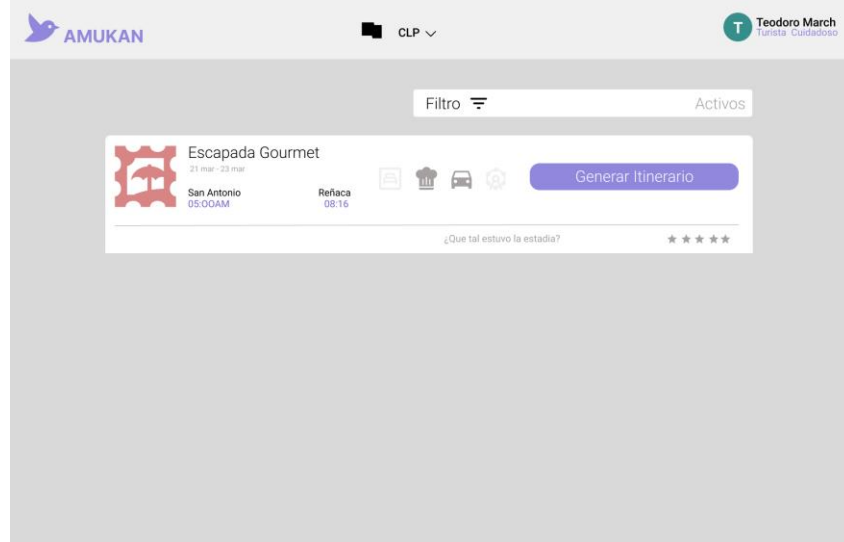 AMUKAN
CLP
T
Teodoro March
Turista Cuidadoso
Filtro
Activos
Escapada Gourmet
21 mar - 23 mar
San Antonio
Reñaca
05:00AM
08:16
Generar Itinerario
¿Que tal estuvo la estadia?